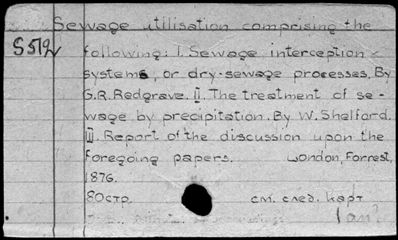 Sewage utilisation comprising the
S512
following: I. Sewage interception
systems, or dry-sewage processes. By
G.R. Redgrave. II. The treatment of se-
wage by precipitation. By W. Shelford.
III. Report of the discussion upon the
foregoing papers. London, Forrest,
1876.
80стр. см. след. карт